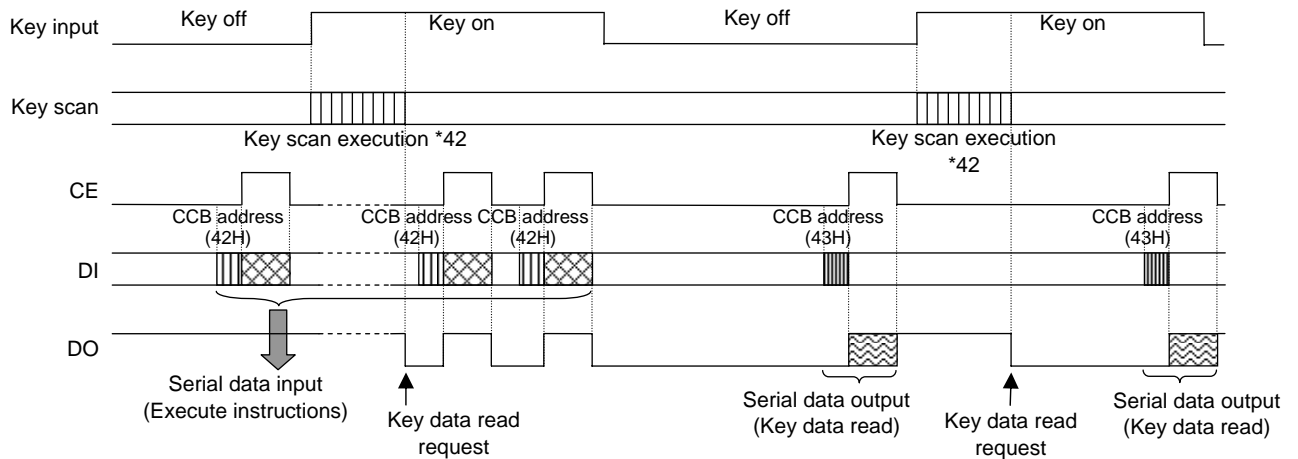 Key input
Key off
Key on
Key off
Key on
Key scan
Key scan execution *42
Key scan execution
*42
CE
CCB address
(42H)
CCB address
(42H)
CCB address
(42H)
CCB address
(43H)
CCB address
(43H)
DI
DO
Serial data input
(Execute instructions)
Key data read
request
Serial data output
(Key data read)
Key data read
request
Serial data output
(Key data read)